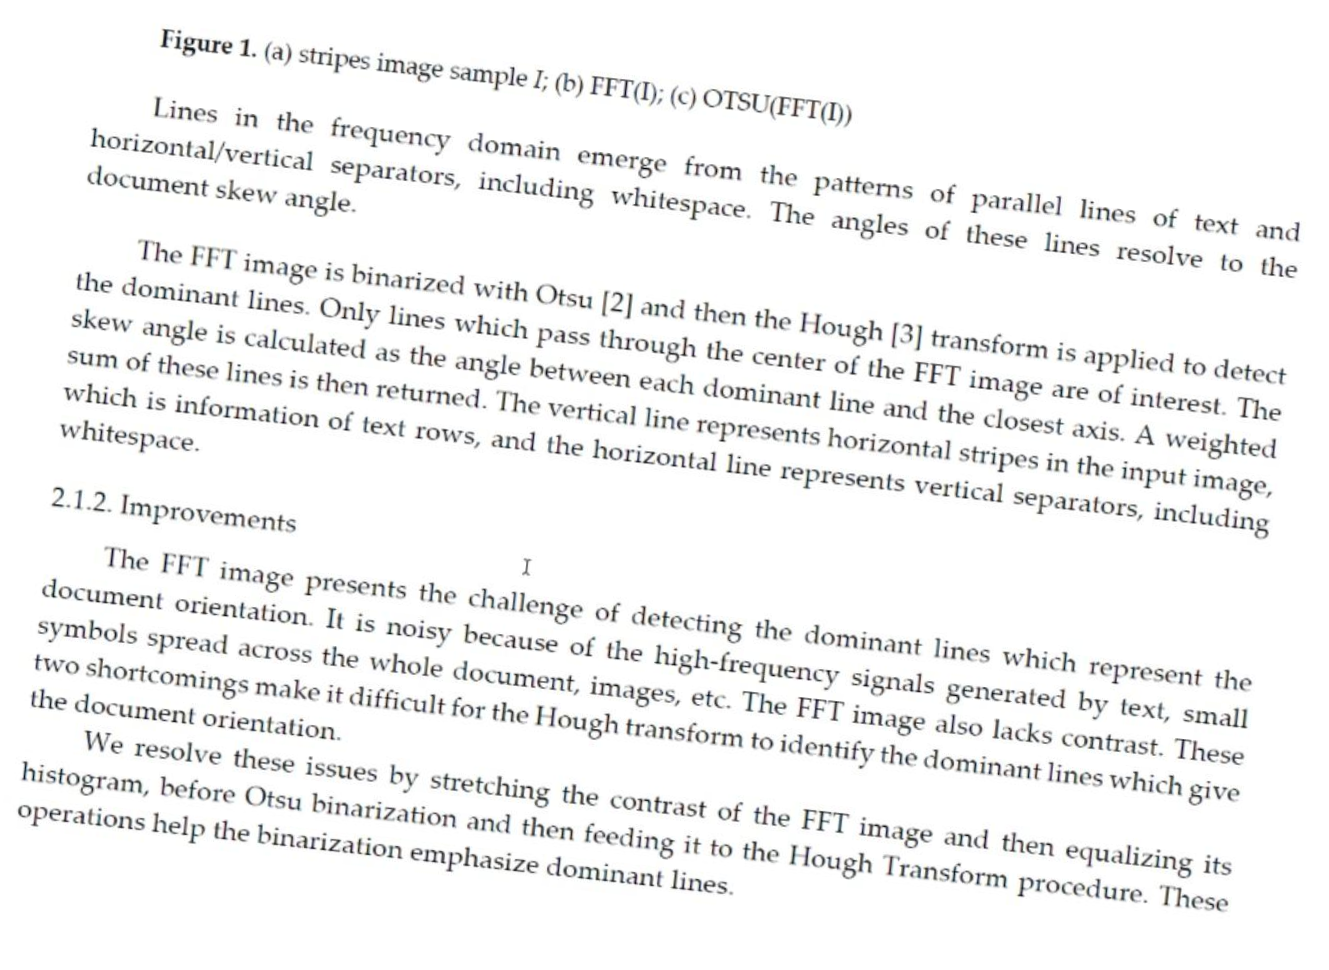 Figure 1. (a) stripes image sample I; (b) FFT(I); (c) OTSU(FFT(I))
Lines in the frequency domain emerge from the patterns of parallel lines of text and
horizontal/vertical separators, including whitespace. The angles of these lines resolve to the
document skew angle.
The FFT image is binarized with Otsu [2] and then the Hough [3] transform is applied to detect
the dominant lines. Only lines which pass through the center of the FFT image are of interest. The
skew angle is calculated as the angle between each dominant line and the closest axis. A weighted
sum of these lines is then returned. The vertical line represents horizontal stripes in the input image,
which is information of text rows, and the horizontal line represents vertical separators, including
whitespace.
2.1.2. Improvements
The FFT image presents the challenge of detecting the dominant lines which represent the
document orientation. It is noisy because of the high-frequency signals generated by text, small
symbols spread across the whole document, images, etc. The FFT image also lacks contrast. These
two shortcomings make it difficult for the Hough transform to identify the dominant lines which give
the document orientation.
We resolve these issues by stretching the contrast of the FFT image and then equalizing its
histogram, before Otsu binarization and then feeding it to the Hough Transform procedure. These
operations help the binarization emphasize dominant lines.